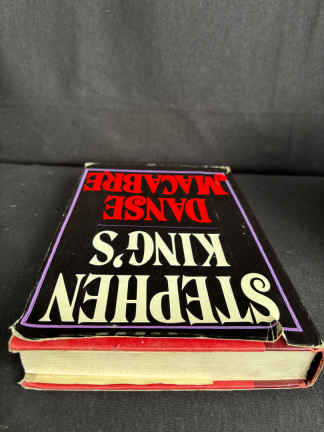 STEPHEN
KING'S
DANSE
MACABRE